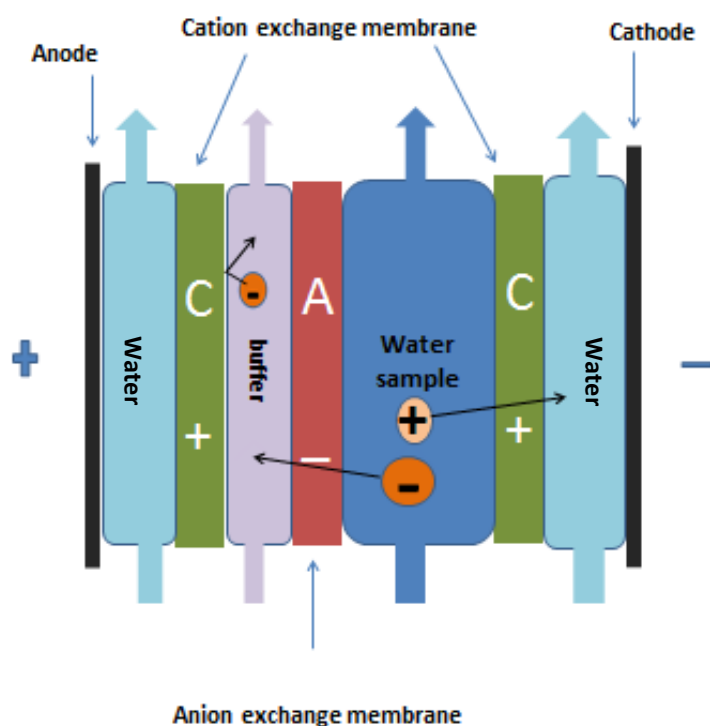 Cation exchange membrane
Cathode
Anode
C
A
C
-
+
Water
buffer
Water
sample
Water
−
+
+
−
+
+
-
Anion exchange membrane